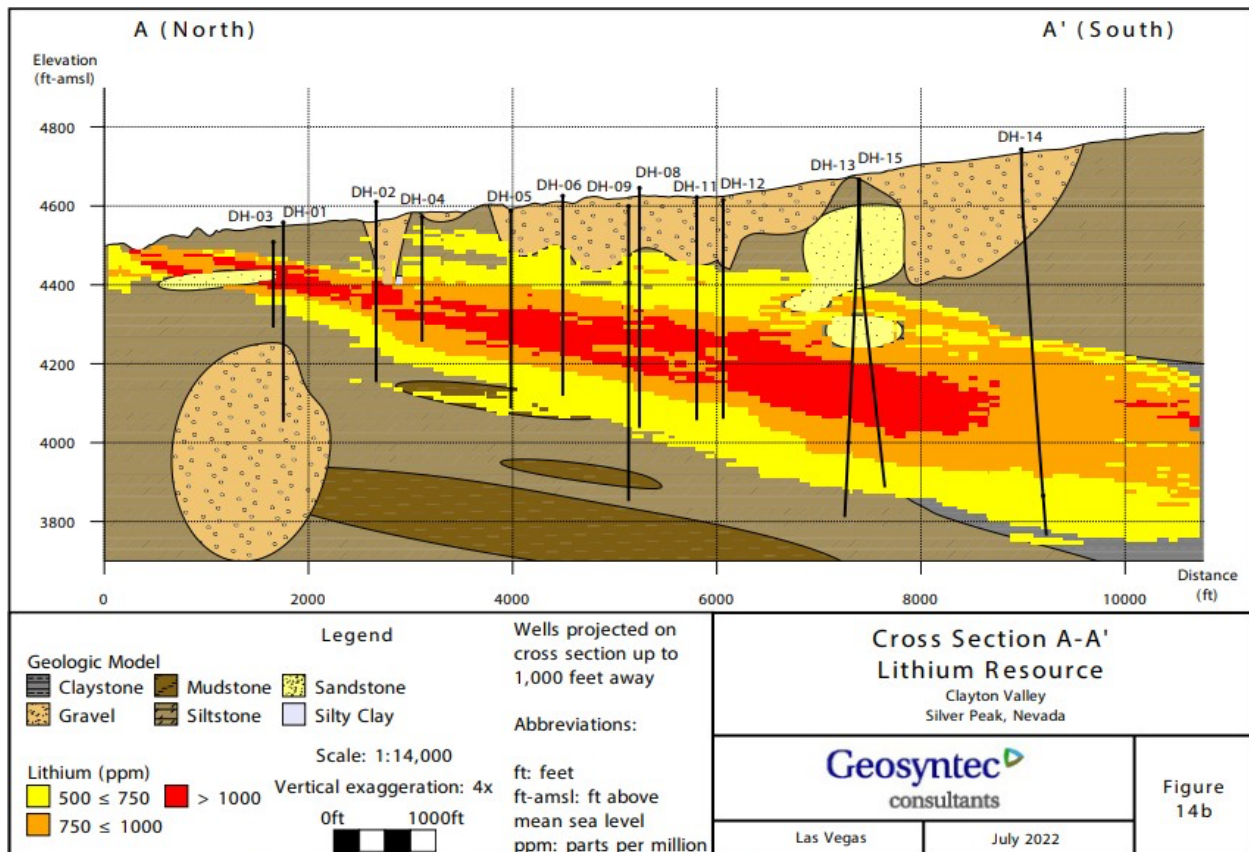 A (North)
A' (South)
Elevation
(ft-amsl)
4800
4600
4400
4200
4000
3800
DH-03
DH-01
DH-02
DH-04
DH-05
DH-06
DH-09
DH-08
DH-11
DH-12
DH-13
DH-15
DH-14
0
2000
4000
6000
8000
10000
Distance
(ft)
Legend
Geologic Model
Claystone
Mudstone
Sandstone
Gravel
Siltstone
Silty Clay
Lithium (ppm)
500 ≤ 750
> 1000
750 ≤ 1000
Scale: 1:14,000
Vertical exaggeration: 4x
0ft
1000ft
Wells projected on
cross section up to
1,000 feet away
Abbreviations:
ft: feet
ft-amsl: ft above
mean sea level
ppm: parts per million
Cross Section A-A'
Lithium Resource
Clayton Valley
Silver Peak, Nevada
Geosyntec
consultants
Las Vegas
July 2022
Figure
14b